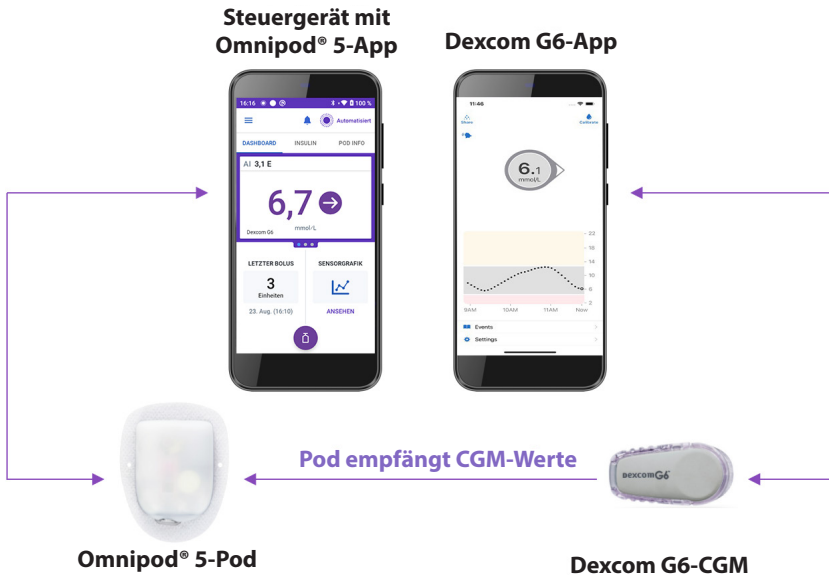 Steuergerät mit
Omnipod® 5-App
Dexcom G6-App
16:16
100 %
Automatisiert
DASHBOARD INSULIN POD INFO
AI 3,1 E
6,7
mmol/L
Dexcom G6
LETZTER BOLUS
3
Einheiten
23. Aug. (16:10)
SENSORGRAFIK
ANSEHEN
11:46
Share
Calibrate
6.1
mmol/L
22
18
14
10
6
2
9AM 10AM 11AM Now
Events
Settings
Pod empfängt CGM-Werte
Dexcom G6
Omnipod® 5-Pod
Dexcom G6-CGM